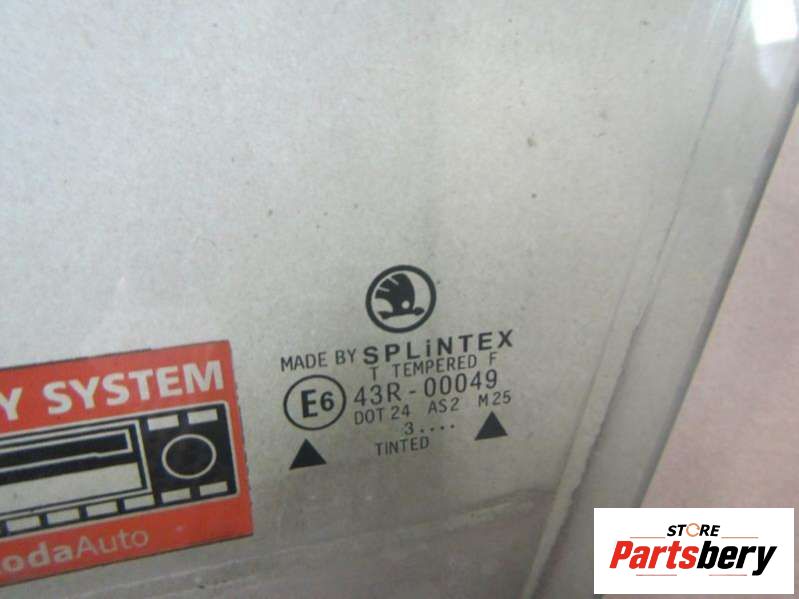 MADE BY SPLiNTEX
T TEMPERED F
E6 43R-00049
DOT 24 AS2 M25
3....
TINTED
Y SYSTEM
odaAuto
STORE
Partsbery